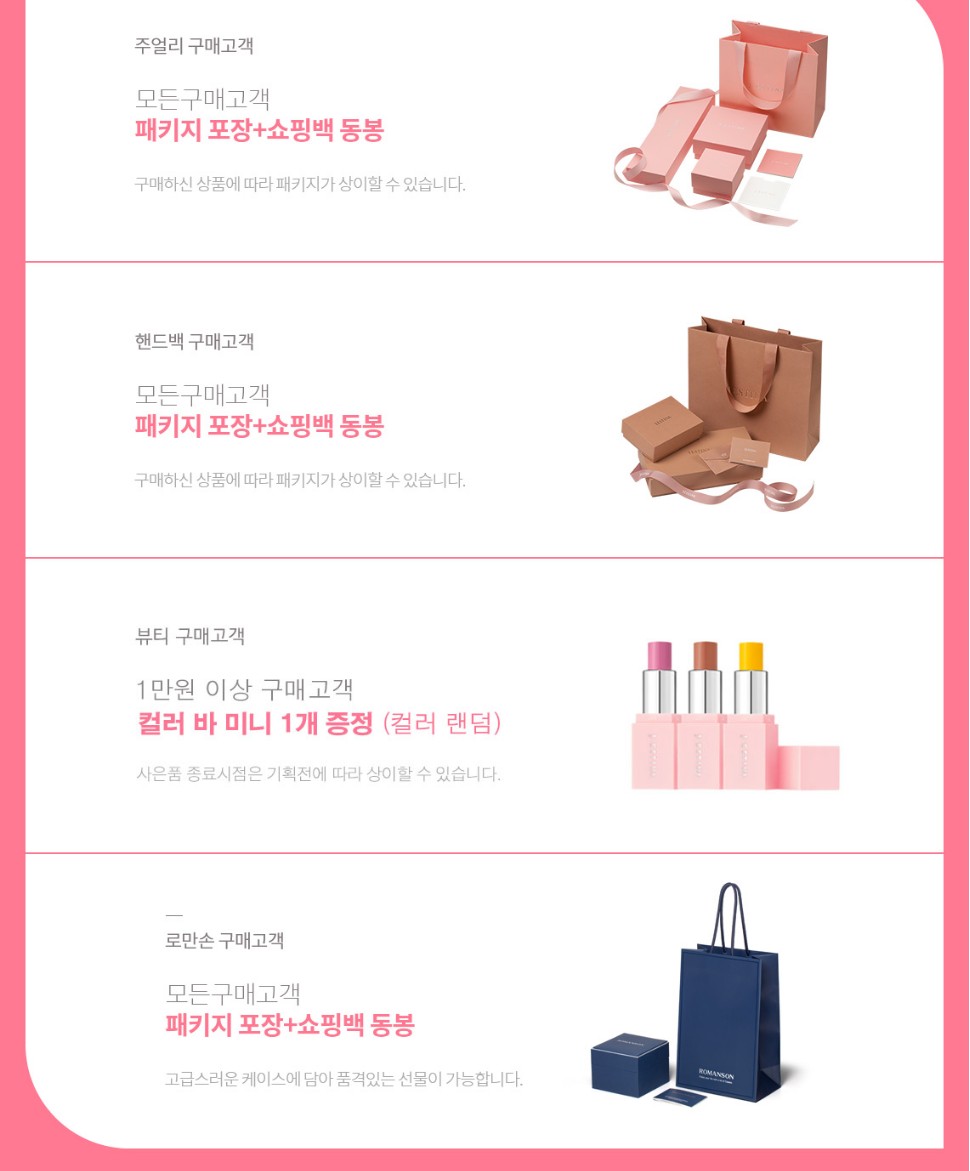 주얼리 구매고객
모든구매고객
패키지 포장+쇼핑백 동봉
구매하신 상품에 따라 패키지가 상이할 수 있습니다.
핸드백 구매고객
모든구매고객
패키지 포장+쇼핑백 동봉
구매하신 상품에 따라 패키지가 상이할 수 있습니다.
뷰티 구매고객
1만원 이상 구매고객
컬러 바 미니 1개 증정 (컬러 랜덤)
사은품 종료시점은 기획전에 따라 상이할 수 있습니다.
로만손 구매고객
모든구매고객
패키지 포장+쇼핑백 동봉
고급스러운 케이스에 담아 품격있는 선물이 가능합니다.
ROMANSON